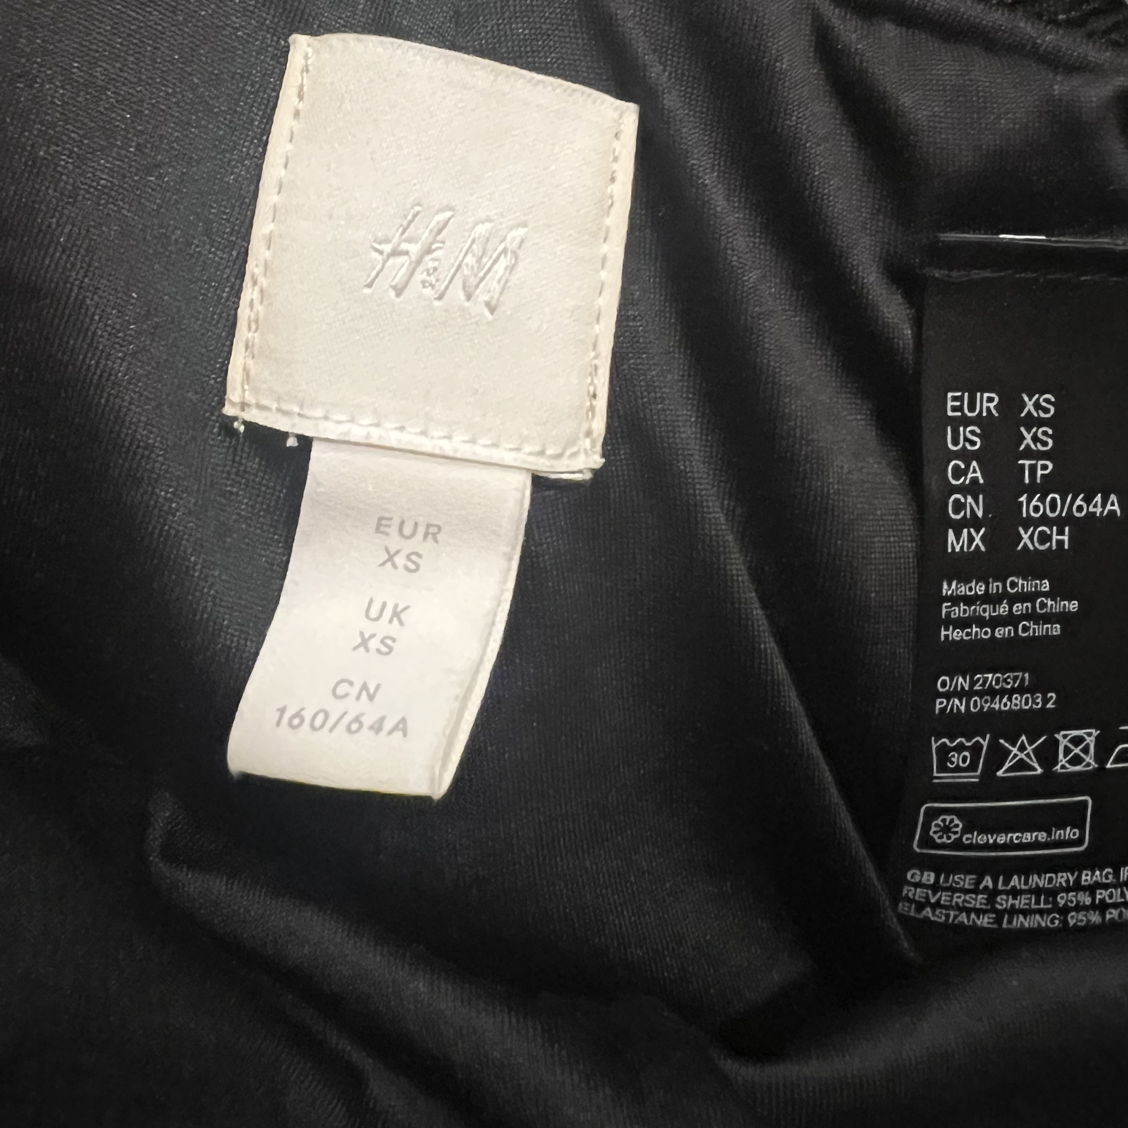 H&M
EUR
XS
UK
XS
CN
160/64A
EUR XS
US XS
CA TP
CN 160/64A
MX XCH
Made in China
Fabriqué en Chine
Hecho en China
O/N 270371
P/N 0946803 2
30
clevercare.info
GB USE A LAUNDRY BAG.
REVERSE. SHELL: 95%
ELASTANE. LINING: 95%